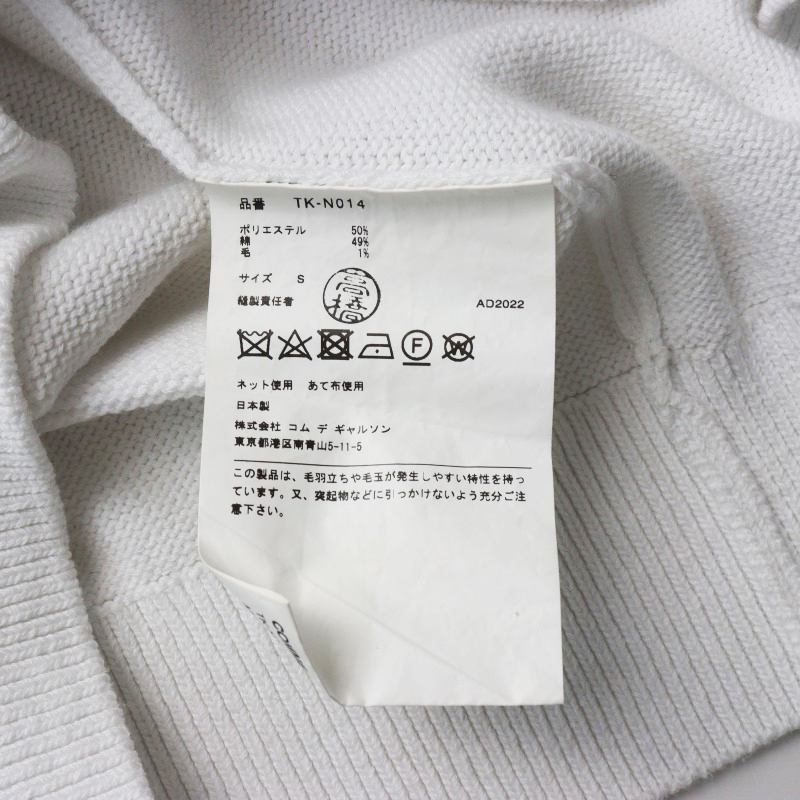 品番 TK-N014
ポリエステル 50%
綿 49%
毛 1%
サイズ S
縫製責任者 高橋 AD2022
F W
ネット使用 あて布使用
日本製
株式会社 コム デ ギャルソン
東京都港区南青山5-11-5
この製品は、毛羽立ちや毛玉が発生しやすい特性を持っ
ています。又、突起物などに引っかけないよう充分ご注
意下さい。